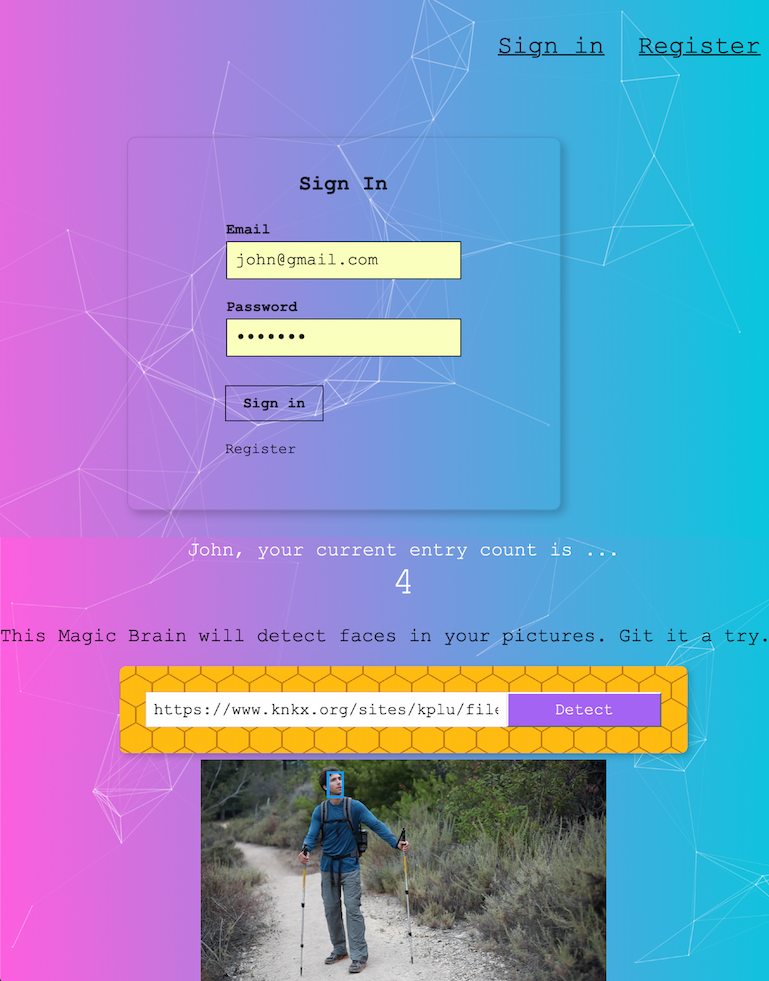 Sign in Register
Sign In
Email
john@gmail.com
Password
•••••••
Sign in
Register
John, your current entry count is ...
4
This Magic Brain will detect faces in your pictures. Git it a try.
https://www.knkx.org/sites/kplu/file Detect